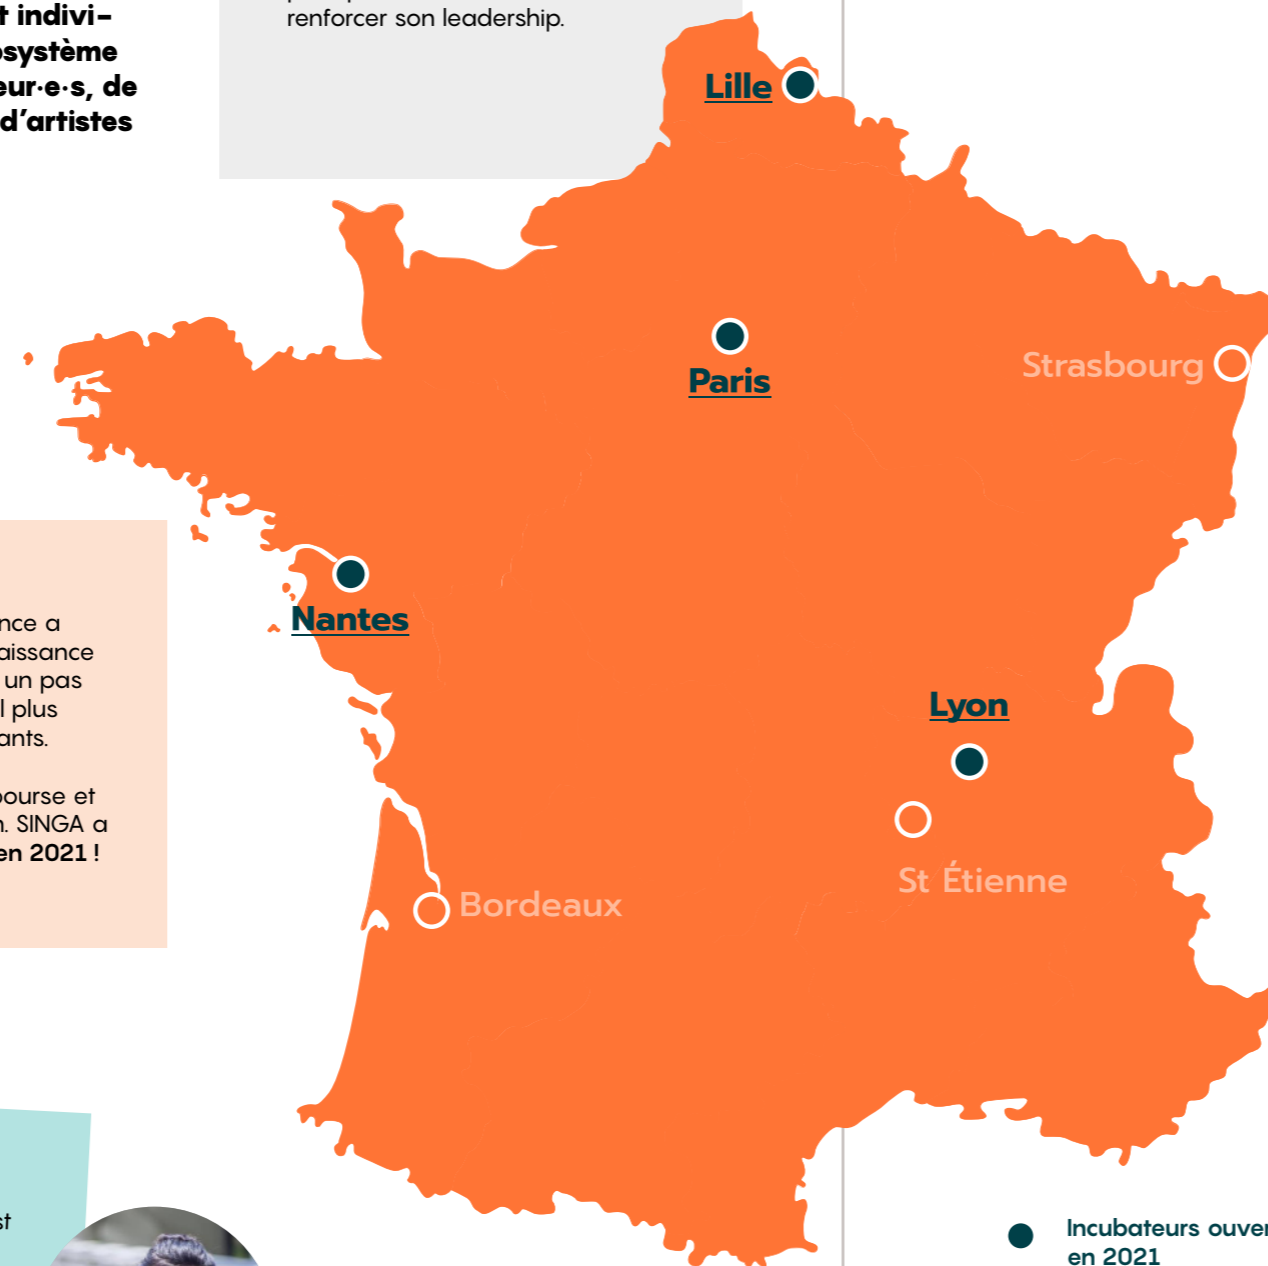 t indivi-
système
eur·e·s, de
d'artistes
renforcer son leadership.
Lille
Paris
Strasbourg
Nantes
Lyon
St Étienne
Bordeaux
nce a
aissance
un pas
l plus
ants.
bourse et
n. SINGA a
en 2021 !
st
Incubateurs ouver
en 2021